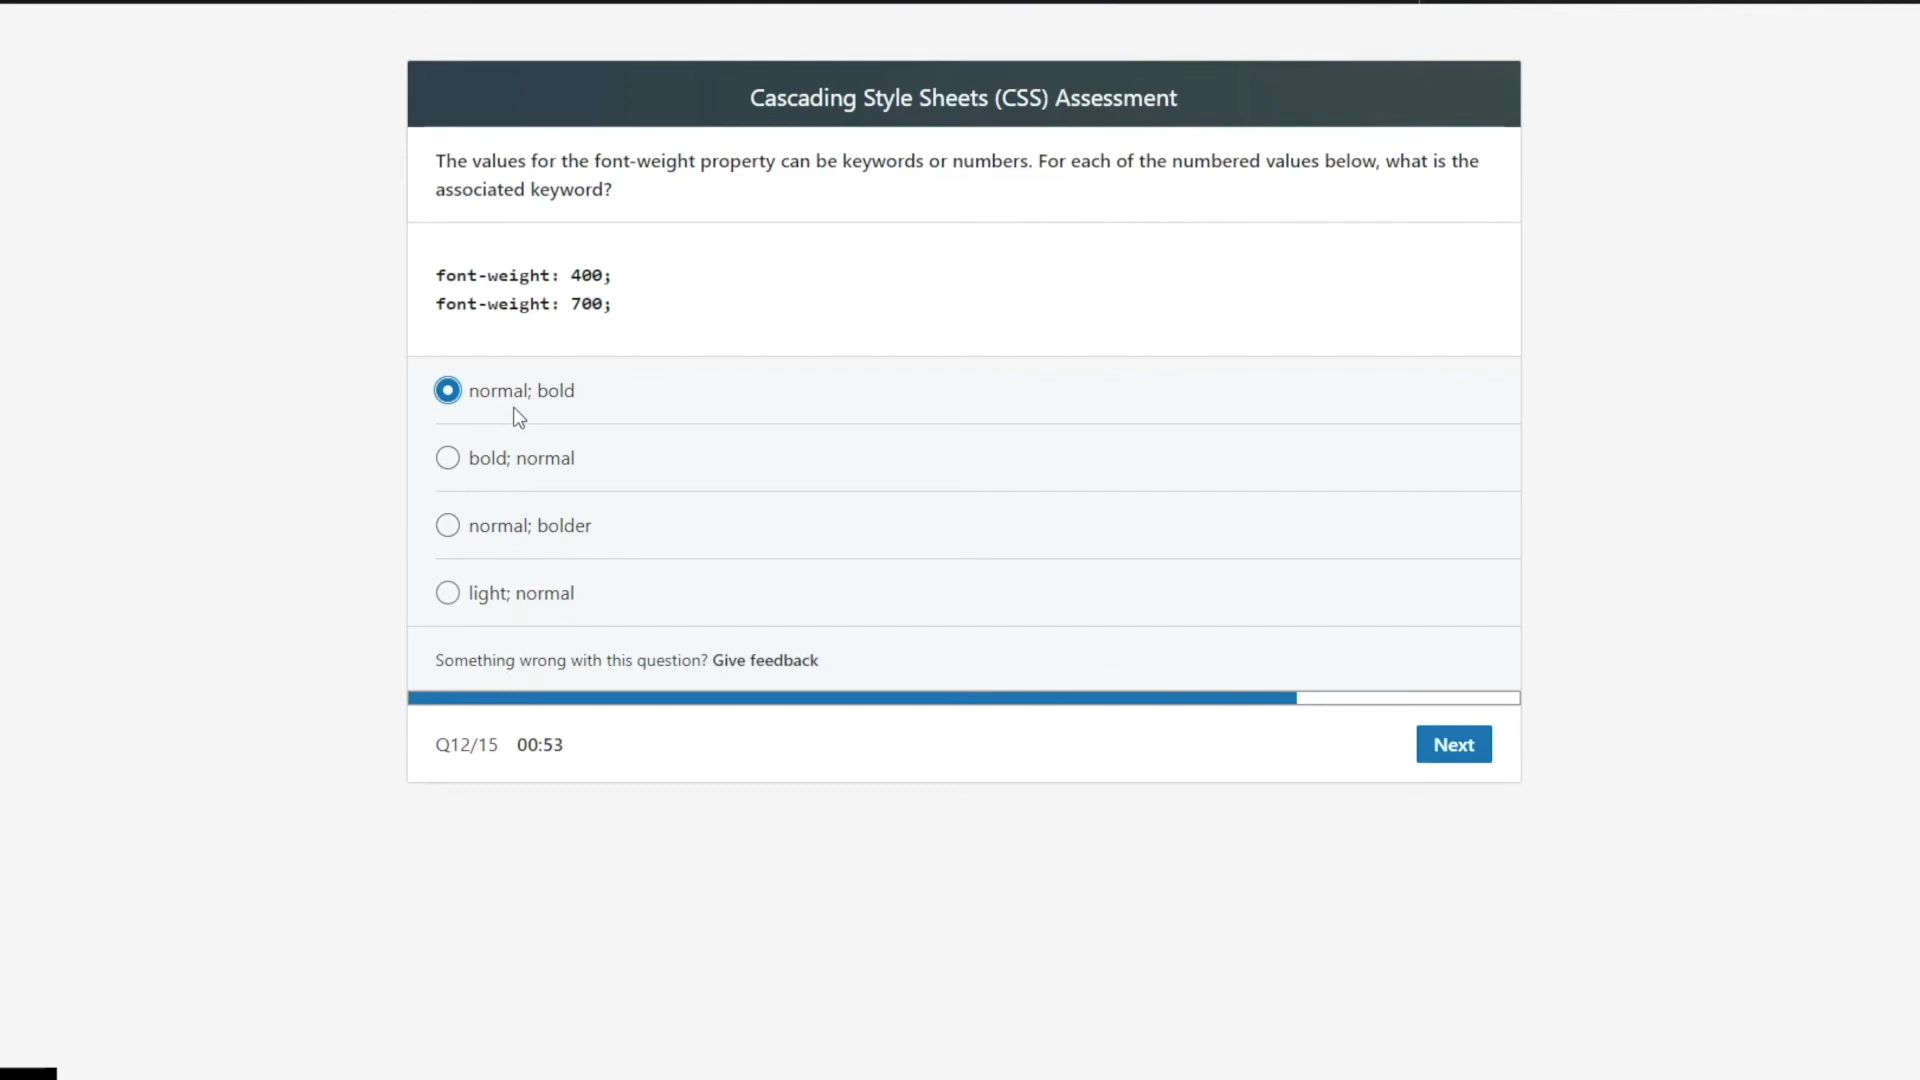 Cascading Style Sheets (CSS) Assessment
The values for the font-weight property can be keywords or numbers. For each of the numbered values below, what is the
associated keyword?
font-weight: 400;
font-weight: 700;
normal; bold
bold; normal
normal; bolder
light; normal
Something wrong with this question? Give feedback
Q12/15 00:53
Next